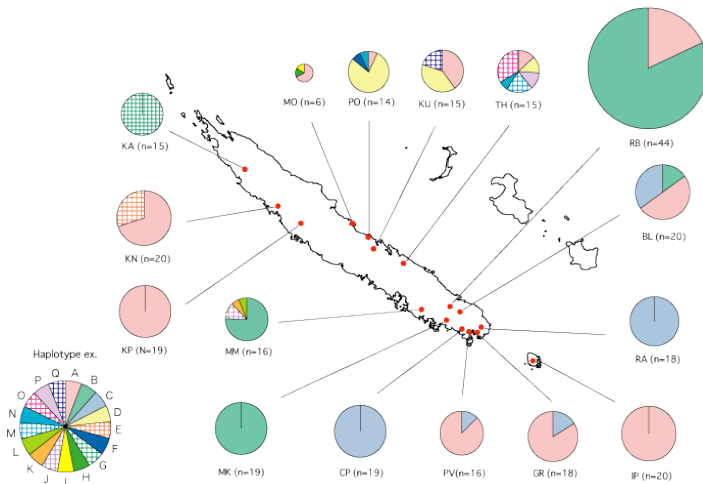 MO (n=6)
PO (n=14)
KU (n=15)
TH (n=15)
RB (n=44)
KA (n=15)
BL (n=20)
KN (n=20)
KP (N=19)
MM (n=16)
RA (n=18)
Haplotype ex.
A
B
C
D
E
F
G
H
I
J
K
L
M
N
O
P
Q
MK (n=19)
CP (n=19)
PV(n=16)
GR (n=18)
IP (n=20)